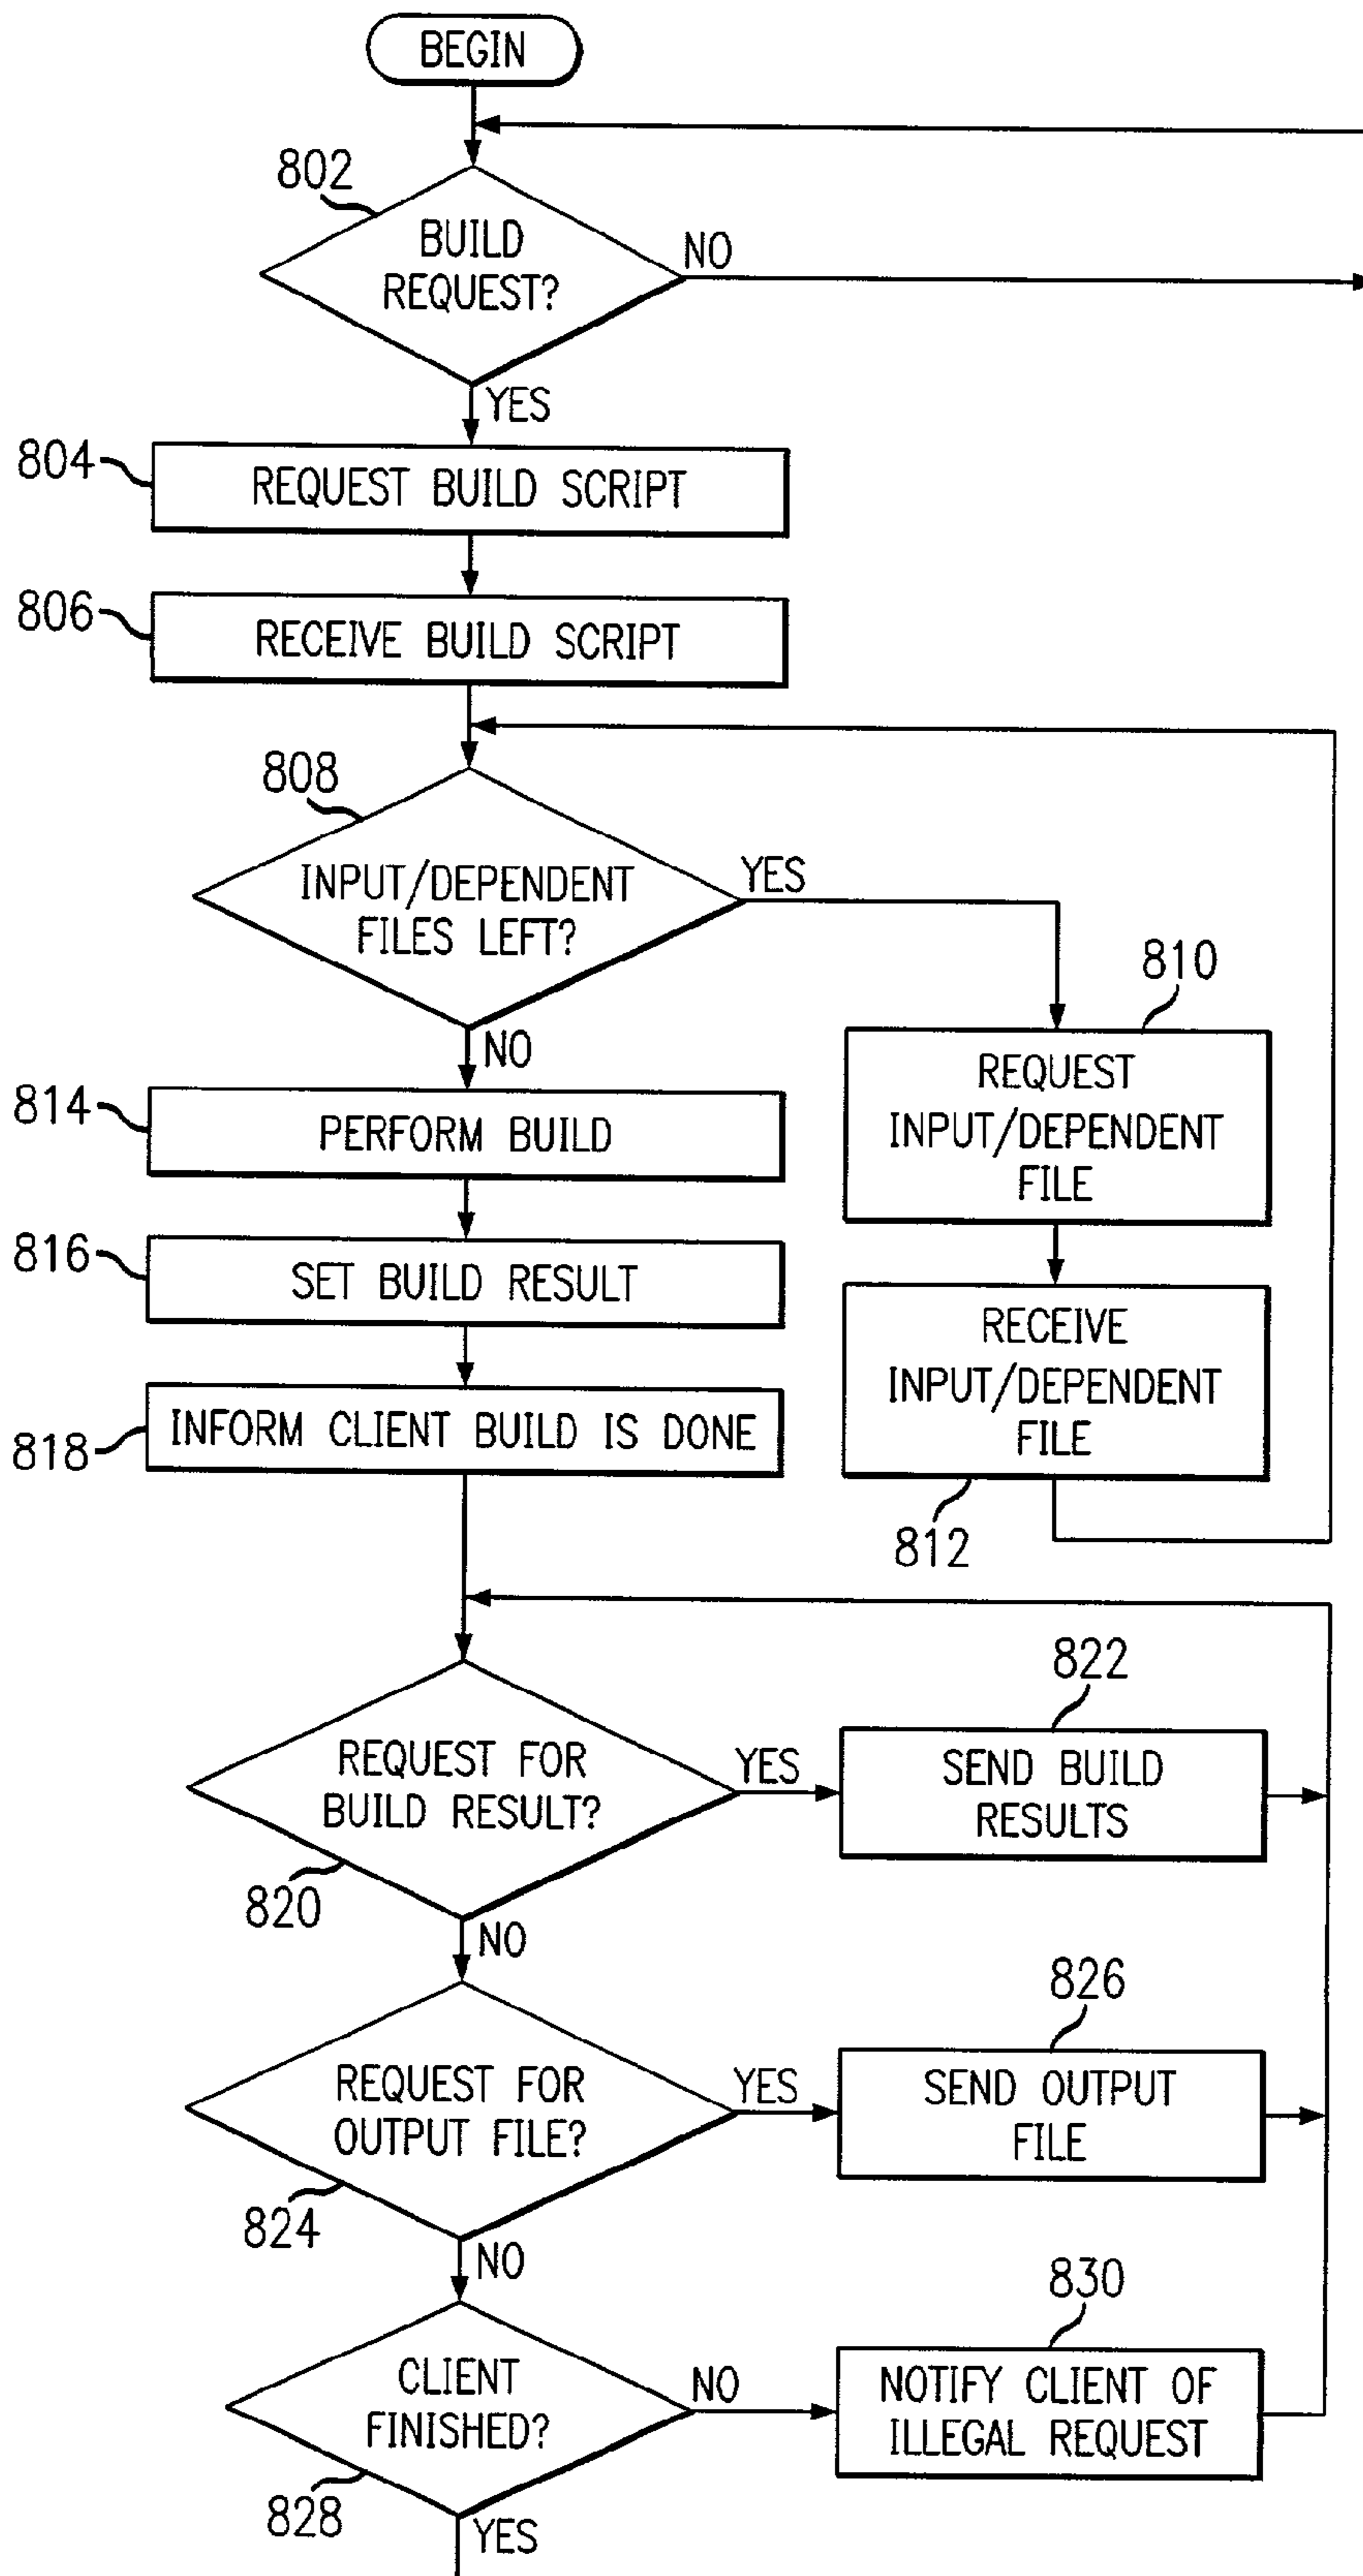 BEGIN
802
BUILD
REQUEST?
NO
YES
804
REQUEST BUILD SCRIPT
806
RECEIVE BUILD SCRIPT
808
INPUT/DEPENDENT
FILES LEFT?
YES
NO
810
REQUEST
INPUT/DEPENDENT
FILE
814
PERFORM BUILD
816
SET BUILD RESULT
RECEIVE
INPUT/DEPENDENT
FILE
812
818
INFORM CLIENT BUILD IS DONE
REQUEST FOR
BUILD RESULT?
820
YES
822
SEND BUILD
RESULTS
NO
REQUEST FOR
OUTPUT FILE?
824
YES
826
SEND OUTPUT
FILE
NO
CLIENT
FINISHED?
828
NO
830
NOTIFY CLIENT OF
ILLEGAL REQUEST
YES